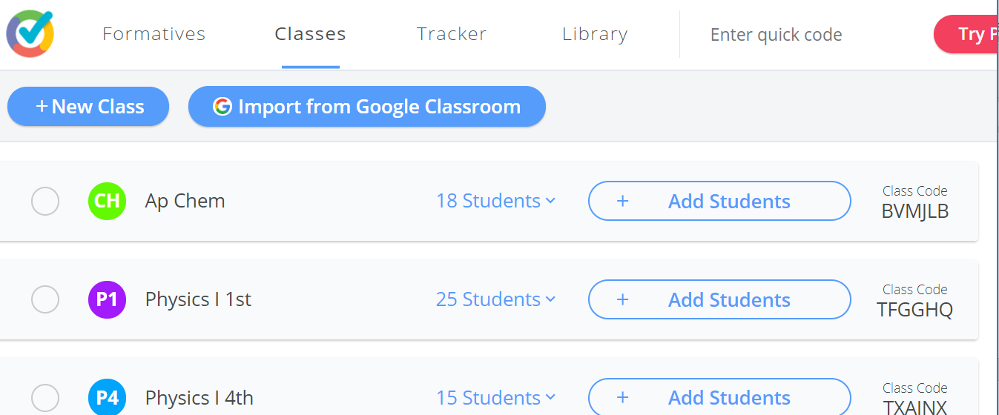 Formatives Classes Tracker Library Enter quick code Try
+ New Class G Import from Google Classroom
CH Ap Chem 18 Students + Add Students Class Code
BVMJLB
P1 Physics I 1st 25 Students + Add Students Class Code
TFGGHQ
P4 Physics I 4th 15 Students + Add Students Class Code
TXAINX